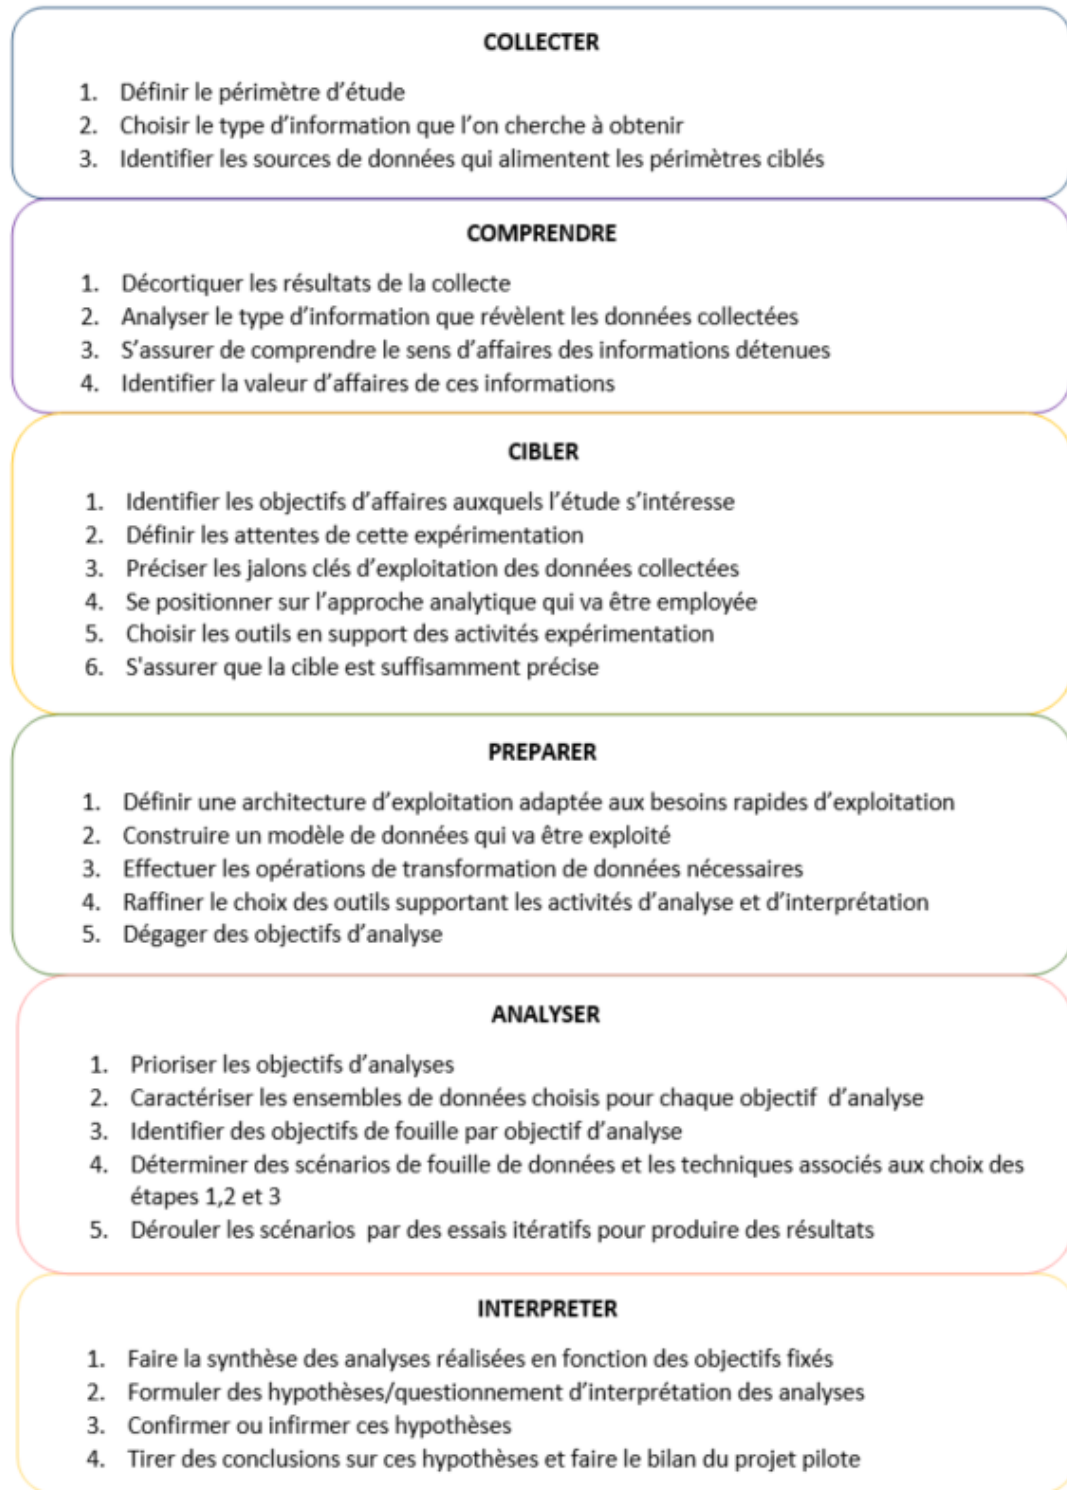 COLLECTER
1. Définir le périmètre d’étude
2. Choisir le type d’information que l’on cherche à obtenir
3. Identifier les sources de données qui alimentent les périmètres ciblés
COMPRENDRE
1. Décortiquer les résultats de la collecte
2. Analyser le type d’information que révèlent les données collectées
3. S’assurer de comprendre le sens d’affaires des informations détenues
4. Identifier la valeur d’affaires de ces informations
CIBLER
1. Identifier les objectifs d’affaires auxquels l’étude s’intéresse
2. Définir les attentes de cette expérimentation
3. Préciser les jalons clés d’exploitation des données collectées
4. Se positionner sur l’approche analytique qui va être employée
5. Choisir les outils en support des activités expérimentation
6. S'assurer que la cible est suffisamment précise
PREPARER
1. Définir une architecture d’exploitation adaptée aux besoins rapides d’exploitation
2. Construire un modèle de données qui va être exploité
3. Effectuer les opérations de transformation de données nécessaires
4. Raffiner le choix des outils supportant les activités d’analyse et d’interprétation
5. Dégager des objectifs d’analyse
ANALYSER
1. Prioriser les objectifs d’analyses
2. Caractériser les ensembles de données choisis pour chaque objectif d’analyse
3. Identifier des objectifs de fouille par objectif d’analyse
4. Déterminer des scénarios de fouille de données et les techniques associés aux choix des
étapes 1,2 et 3
5. Dérouler les scénarios par des essais itératifs pour produire des résultats
INTERPRETER
1. Faire la synthèse des analyses réalisées en fonction des objectifs fixés
2. Formuler des hypothèses/questionnement d’interprétation des analyses
3. Confirmer ou infirmer ces hypothèses
4. Tirer des conclusions sur ces hypothèses et faire le bilan du projet pilote